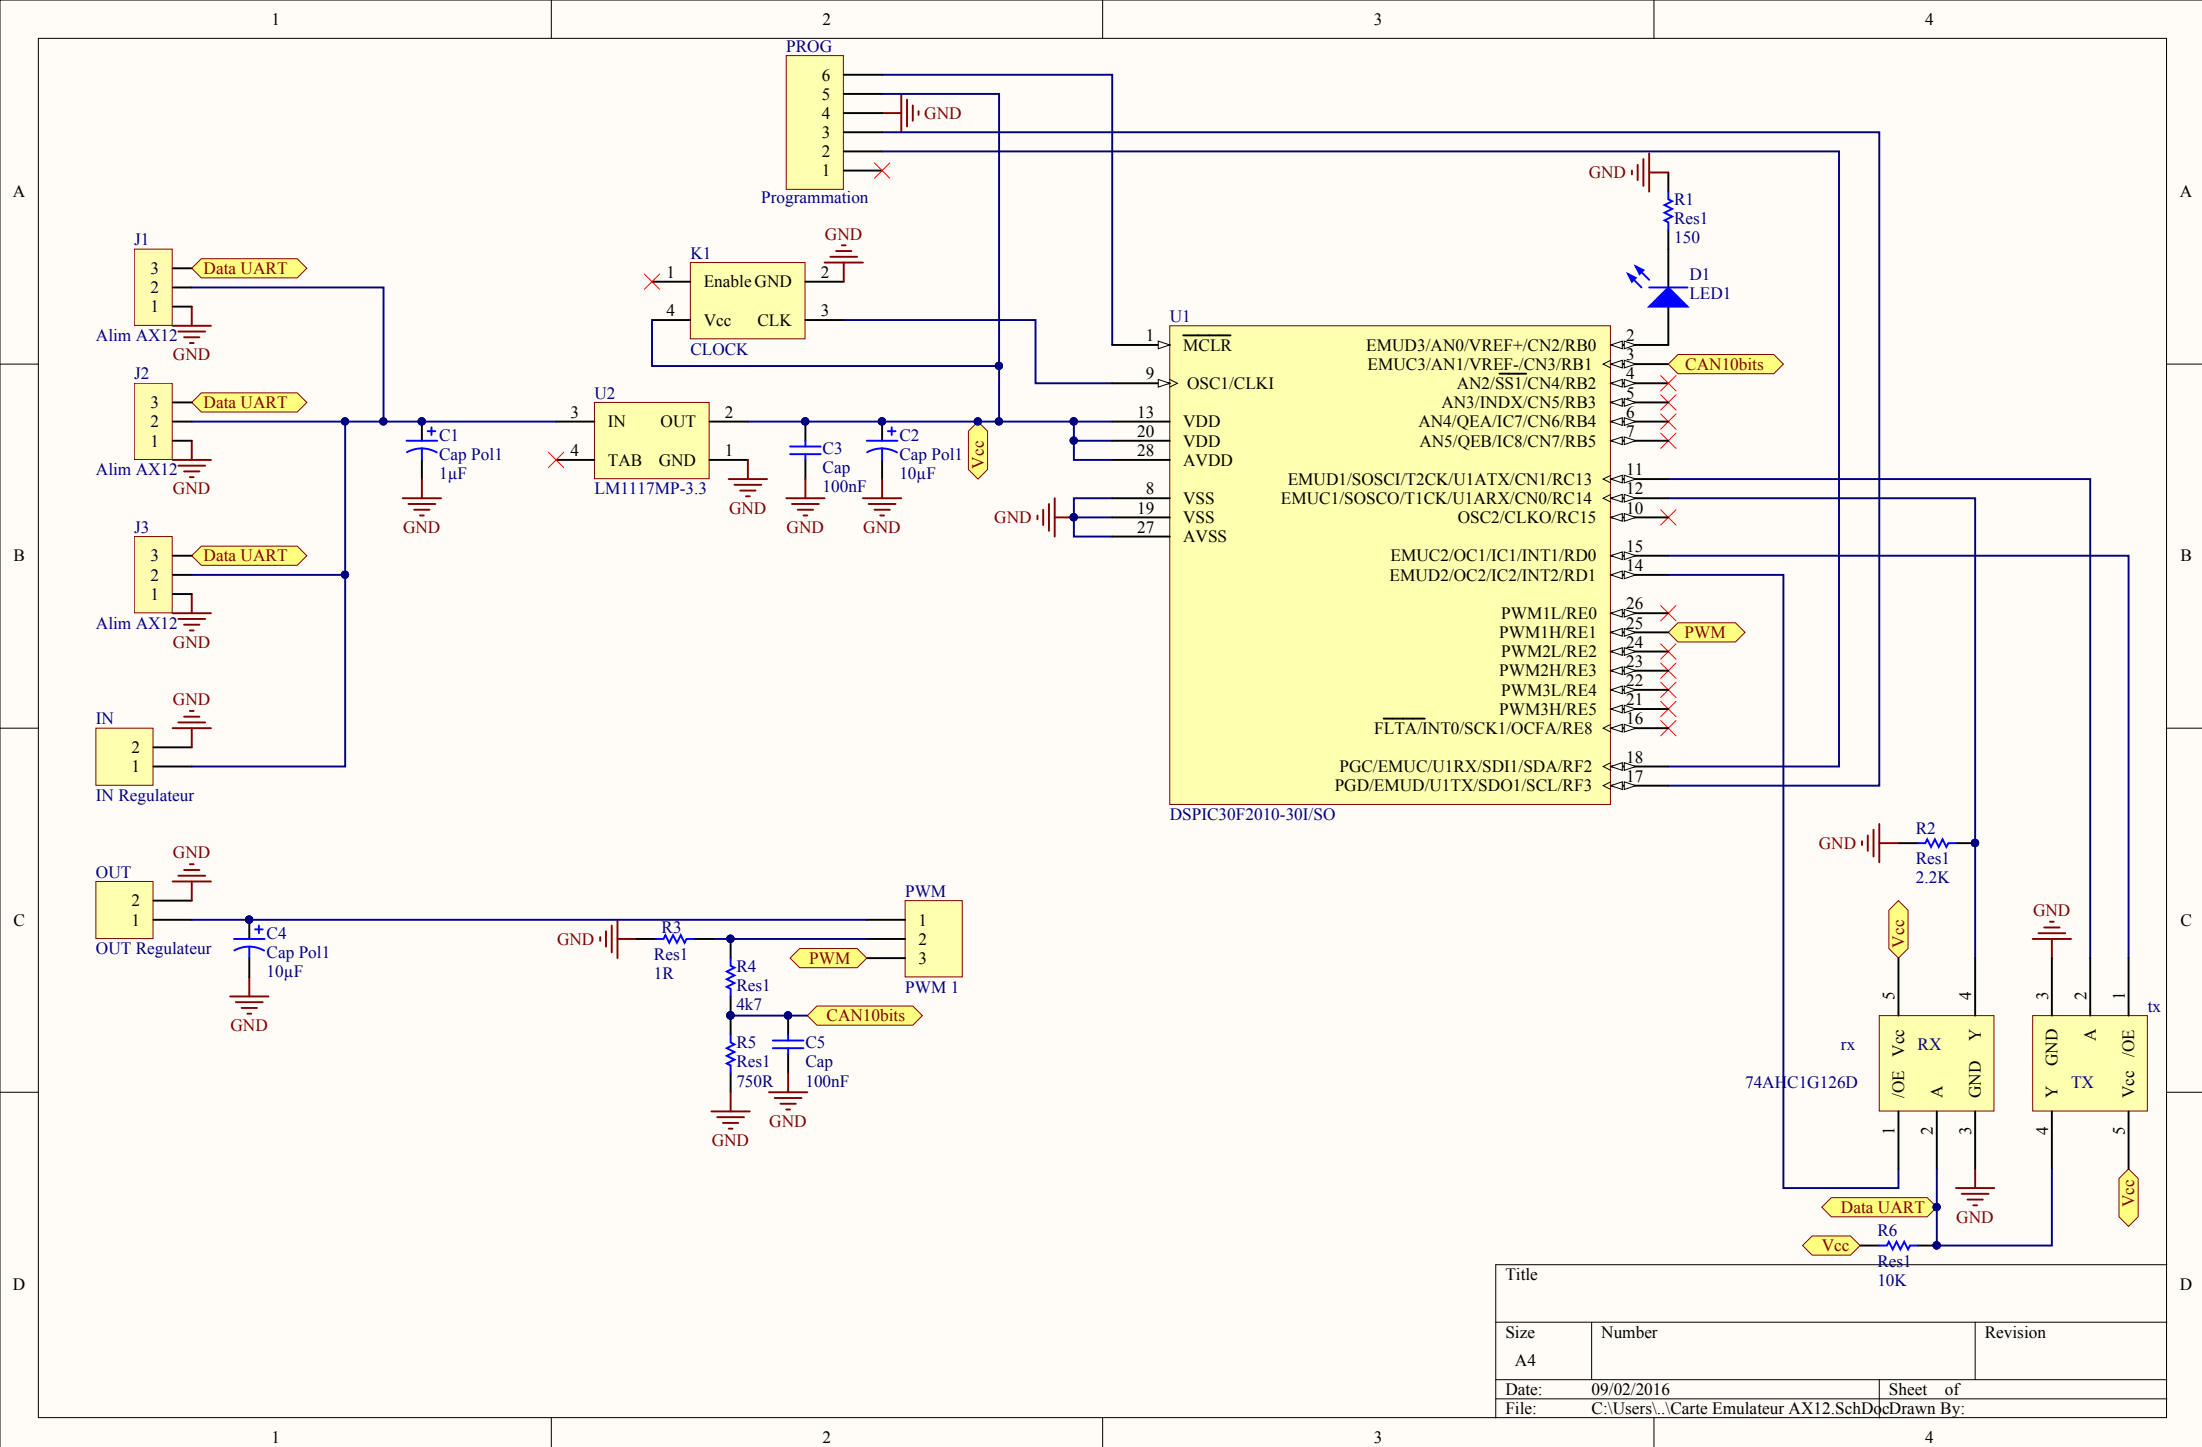 1
2
3
4
A
A
B
B
C
C
D
D
1
2
3
4
PROG
6
5
4
3
2
1
GND
Programmation
J1
3
2
1
Data UART
Alim AX12
GND
J2
3
2
1
Data UART
Alim AX12
GND
J3
3
2
1
Data UART
Alim AX12
GND
IN
2
1
GND
IN Regulateur
OUT
2
1
GND
OUT Regulateur
C4
Cap Pol1
10µF
GND
C1
Cap Pol1
1µF
GND
K1
1
Enable GND
2
GND
4
Vcc CLK
3
CLOCK
U2
3
IN OUT
2
4
TAB GND
1
LM1117MP-3.3
GND
C3
Cap
100nF
GND
C2
Cap Pol1
10µF
GND
Vcc
U1
1
MCLR
9
OSC1/CLKI
13
VDD
20
VDD
28
AVDD
8
VSS
19
VSS
27
AVSS
GND
EMUD3/AN0/VREF+/CN2/RB0
2
EMUC3/AN1/VREF-/CN3/RB1
3
CAN10bits
AN2/SS1/CN4/RB2
4
AN3/INDX/CN5/RB3
5
AN4/QEA/IC7/CN6/RB4
6
AN5/QEB/IC8/CN7/RB5
7
EMUD1/SOSCI/T2CK/U1ATX/CN1/RC13
11
EMUC1/SOSCO/T1CK/U1ARX/CN0/RC14
12
OSC2/CLKO/RC15
10
EMUC2/OC1/IC1/INT1/RD0
15
EMUD2/OC2/IC2/INT2/RD1
14
PWM1L/RE0
26
PWM1H/RE1
25
PWM
PWM2L/RE2
24
PWM2H/RE3
23
PWM3L/RE4
22
PWM3H/RE5
21
FLTA/INT0/SCK1/OCFA/RE8
16
PGC/EMUC/U1RX/SDI1/SDA/RF2
18
PGD/EMUD/U1TX/SDO1/SCL/RF3
17
DSPIC30F2010-30I/SO
GND
R1
Res1
150
D1
LED1
PWM
1
2
3
PWM 1
GND
R3
Res1
1R
PWM
R4
Res1
4k7
CAN10bits
R5
Res1
750R
GND
C5
Cap
100nF
GND
GND
R2
Res1
2.2K
Vcc
5
4
rx
Vcc
RX
Y
74AHC1G126D
/OE
A
GND
1
2
3
GND
GND
3
2
1
tx
GND
A
/OE
Y
TX
Vcc
4
5
Vcc
Data UART
Vcc
R6
Res1
10K
Title
Size
A4
Number
Revision
Date:
09/02/2016
Sheet of
File:
C:\Users\..\Carte Emulateur AX12.SchDoc
Drawn By: